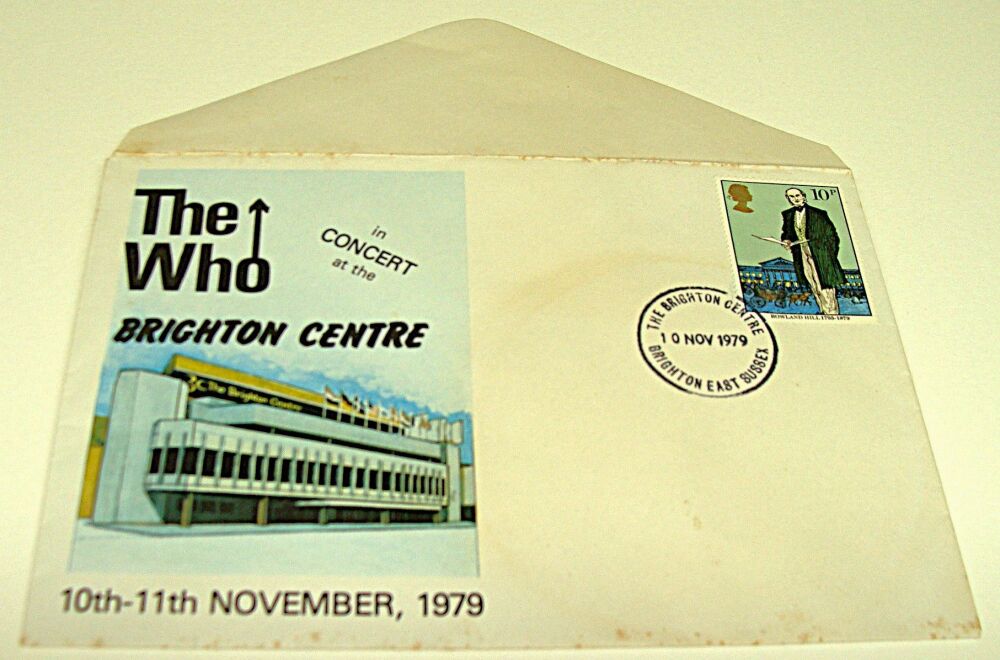 The
Who
in
CONCERT
at the
BRIGHTON CENTRE
The Brighton Centre
10th-11th NOVEMBER, 1979
10P
ROWLAND HILL 1795-1879
THE BRIGHTON CENTRE
10 NOV 1979
BRIGHTON EAST SUSSEX